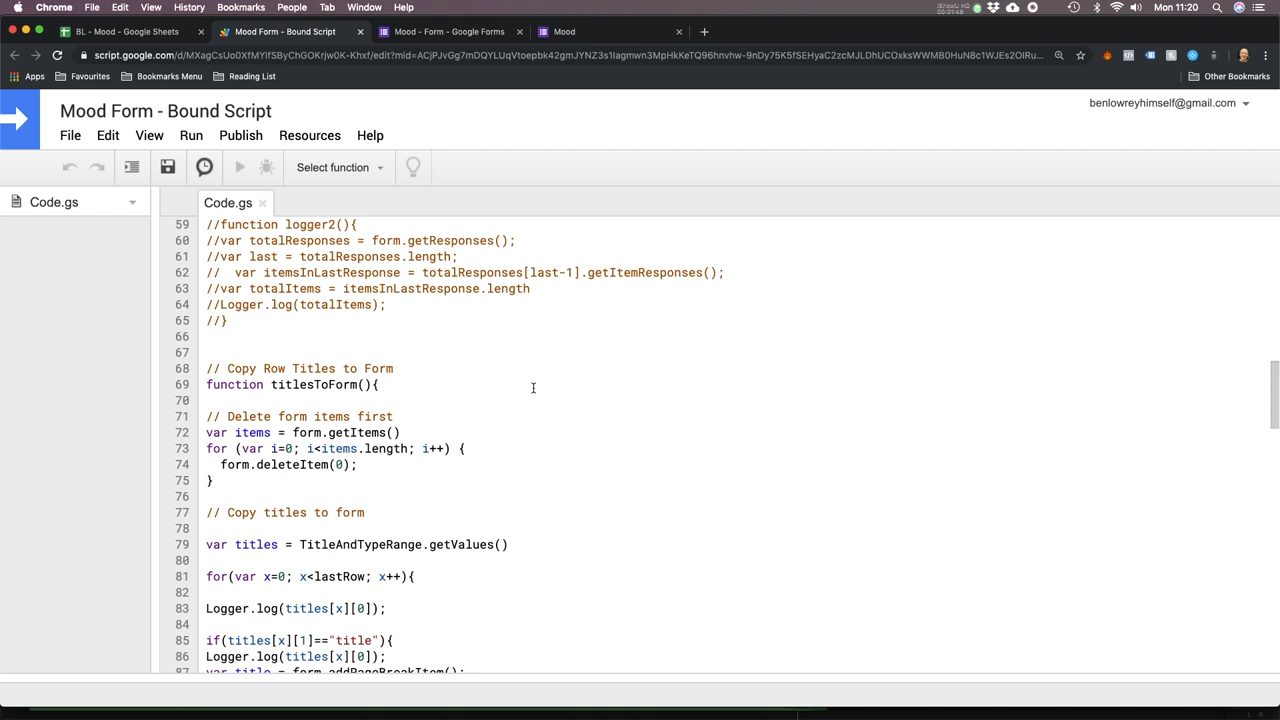 Chrome File Edit View History Bookmarks People Tab Window Help
Mon 11:20
BL - Mood - Google Sheets
Mood Form - Bound Script
Mood - Form - Google Forms
Mood
Apps Favourites Bookmarks Menu Reading List Other Bookmarks
Mood Form - Bound Script
benlowreyhimself@gmail.com
File Edit View Run Publish Resources Help
Select function
Code.gs
Code.gs
59 //function logger2(){
60 //var totalResponses = form.getResponses();
61 //var last = totalResponses.length;
62 //  var itemsInLastResponse = totalResponses[last-1].getItemResponses();
63 //var totalItems = itemsInLastResponse.length
64 //Logger.log(totalItems);
65 //}
66
67
68 // Copy Row Titles to Form
69 function titlesToForm(){
70
71 // Delete form items first
72 var items = form.getItems()
73 for (var i=0; i<items.length; i++) {
74   form.deleteItem(0);
75 }
76
77 // Copy titles to form
78
79 var titles = TitleAndTypeRange.getValues()
80
81 for(var x=0; x<lastRow; x++){
82
83 Logger.log(titles[x][0]);
84
85 if(titles[x][1]=="title"){
86 Logger.log(titles[x][0]);
87 var title = form.addPageBreakItem();